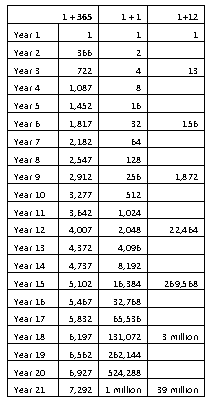 1 + 365 1 + 1 1+12
Year 1 1 1 1
Year 2 366 2
Year 3 722 4 13
Year 4 1,087 8
Year 5 1,452 16
Year 6 1,817 32 156
Year 7 2,182 64
Year 8 2,547 128
Year 9 2,912 256 1,872
Year 10 3,277 512
Year 11 3,642 1,024
Year 12 4,007 2,048 22,464
Year 13 4,372 4,096
Year 14 4,737 8,192
Year 15 5,102 16,384 269,568
Year 16 5,467 32,768
Year 17 5,832 65,536
Year 18 6,197 131,072 3 million
Year 19 6,562 262,144
Year 20 6,927 524,288
Year 21 7,292 1 million 39 million